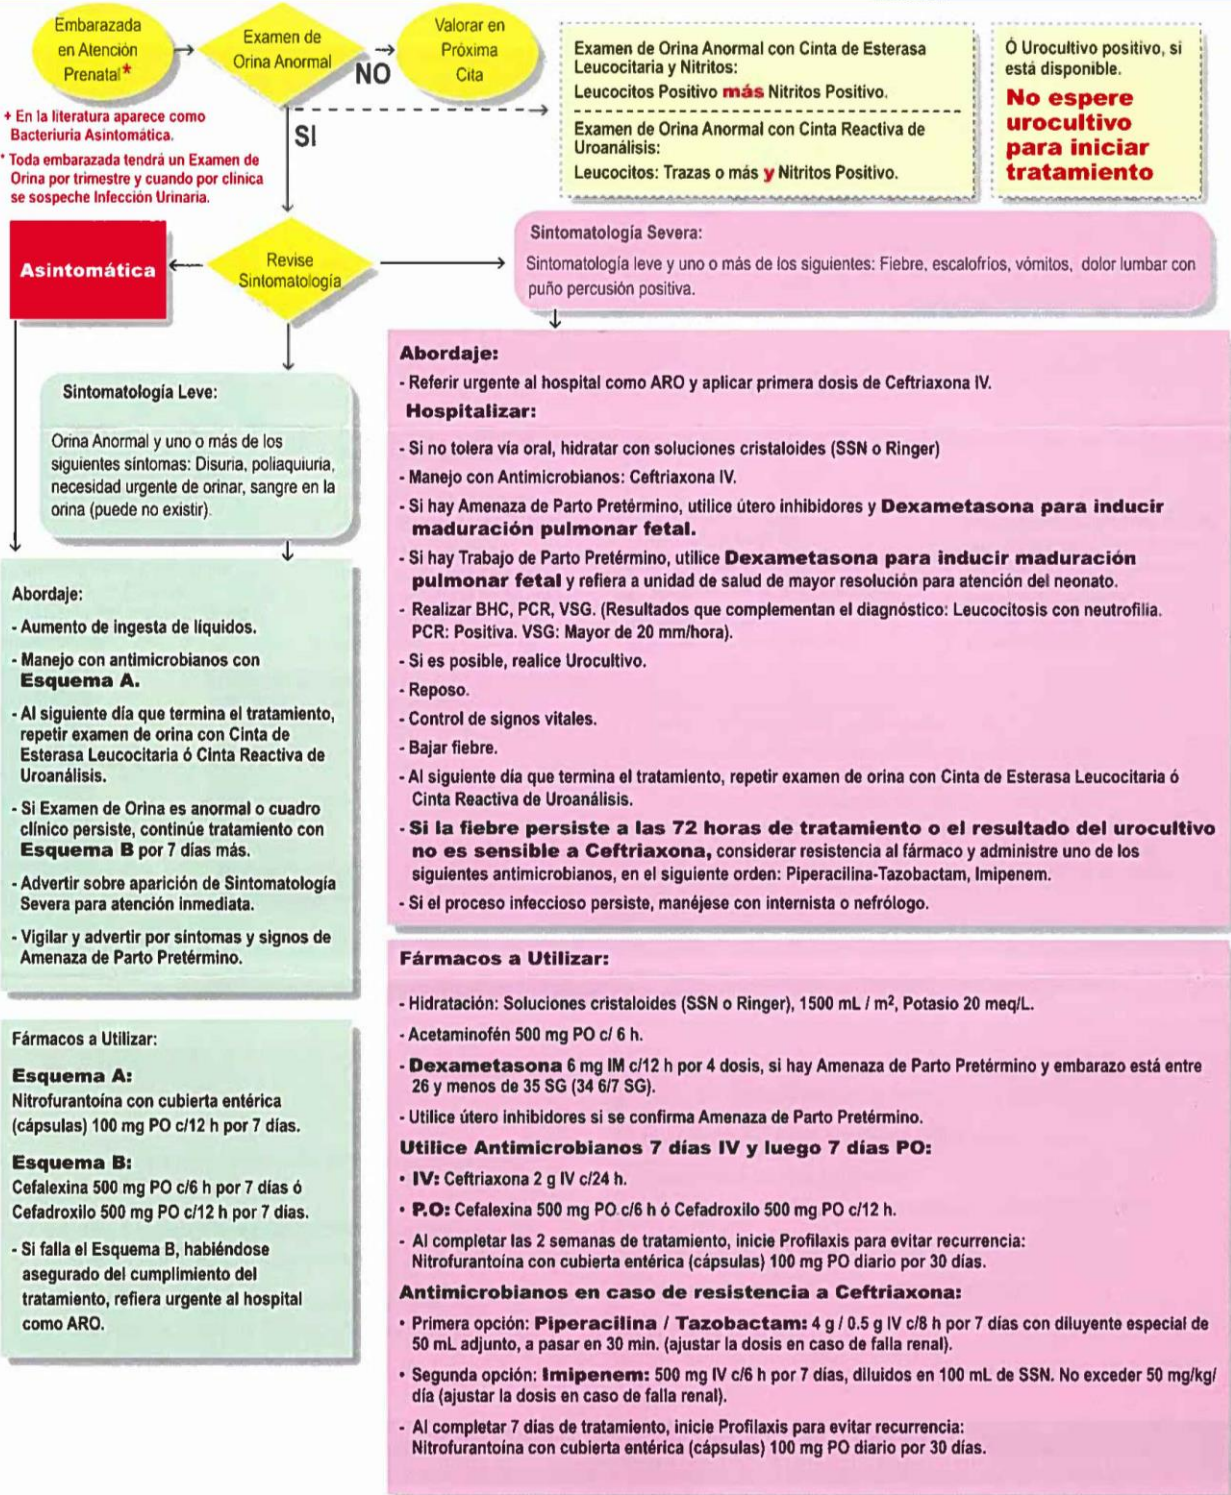 Embarazada
en Atención
Prenatal*
Examen de
Orina Anormal
NO
Valorar en
Próxima
Cita
SI
+ En la literatura aparece como
Bacteriuria Asintomática.
* Toda embarazada tendrá un Examen de
Orina por trimestre y cuando por clínica
se sospeche Infección Urinaria.
Examen de Orina Anormal con Cinta de Esterasa
Leucocitaria y Nitritos:
Leucocitos Positivo más Nitritos Positivo.
Examen de Orina Anormal con Cinta Reactiva de
Uroanálisis:
Leucocitos: Trazas o más y Nitritos Positivo.
Ó Urocultivo positivo, si
está disponible.
No espere
urocultivo
para iniciar
tratamiento
Asintomática
Revise
Sintomatología
Sintomatología Severa:
Sintomatología leve y uno o más de los siguientes: Fiebre, escalofríos, vómitos, dolor lumbar con
puño percusión positiva.
Sintomatología Leve:
Orina Anormal y uno o más de los
siguientes síntomas: Disuria, poliaquiuria,
necesidad urgente de orinar, sangre en la
orina (puede no existir).
Abordaje:
- Aumento de ingesta de líquidos.
- Manejo con antimicrobianos con
Esquema A.
- Al siguiente día que termina el tratamiento,
repetir examen de orina con Cinta de
Esterasa Leucocitaria ó Cinta Reactiva de
Uroanálisis.
- Si Examen de Orina es anormal o cuadro
clínico persiste, continúe tratamiento con
Esquema B por 7 días más.
- Advertir sobre aparición de Sintomatología
Severa para atención inmediata.
- Vigilar y advertir por síntomas y signos de
Amenaza de Parto Pretérmino.
Fármacos a Utilizar:
Esquema A:
Nitrofurantoína con cubierta entérica
(cápsulas) 100 mg PO c/12 h por 7 días.
Esquema B:
Cefalexina 500 mg PO c/6 h por 7 días ó
Cefadroxilo 500 mg PO c/12 h por 7 días.
- Si falla el Esquema B, habiéndose
asegurado del cumplimiento del
tratamiento, refiera urgente al hospital
como ARO.
Abordaje:
- Referir urgente al hospital como ARO y aplicar primera dosis de Ceftriaxona IV.
Hospitalizar:
- Si no tolera vía oral, hidratar con soluciones cristaloides (SSN o Ringer)
- Manejo con Antimicrobianos: Ceftriaxona IV.
- Si hay Amenaza de Parto Pretérmino, utilice útero inhibidores y Dexametasona para inducir
maduración pulmonar fetal.
- Si hay Trabajo de Parto Pretérmino, utilice Dexametasona para inducir maduración
pulmonar fetal y refiera a unidad de salud de mayor resolución para atención del neonato.
- Realizar BHC, PCR, VSG. (Resultados que complementan el diagnóstico: Leucocitosis con neutrofilia.
PCR: Positiva. VSG: Mayor de 20 mm/hora).
- Si es posible, realice Urocultivo.
- Reposo.
- Control de signos vitales.
- Bajar fiebre.
- Al siguiente día que termina el tratamiento, repetir examen de orina con Cinta de Esterasa Leucocitaria ó
Cinta Reactiva de Uroanálisis.
- Si la fiebre persiste a las 72 horas de tratamiento o el resultado del urocultivo
no es sensible a Ceftriaxona, considerar resistencia al fármaco y administre uno de los
siguientes antimicrobianos, en el siguiente orden: Piperacilina-Tazobactam, Imipenem.
- Si el proceso infeccioso persiste, manéjese con internista o nefrólogo.
Fármacos a Utilizar:
- Hidratación: Soluciones cristaloides (SSN o Ringer), 1500 mL / m², Potasio 20 meq/L.
- Acetaminofén 500 mg PO c/ 6 h.
- Dexametasona 6 mg IM c/12 h por 4 dosis, si hay Amenaza de Parto Pretérmino y embarazo está entre
26 y menos de 35 SG (34 6/7 SG).
- Utilice útero inhibidores si se confirma Amenaza de Parto Pretérmino.
Utilice Antimicrobianos 7 días IV y luego 7 días PO:
• IV: Ceftriaxona 2 g IV c/24 h.
• P.O: Cefalexina 500 mg PO c/6 h ó Cefadroxilo 500 mg PO c/12 h.
- Al completar las 2 semanas de tratamiento, inicie Profilaxis para evitar recurrencia:
Nitrofurantoína con cubierta entérica (cápsulas) 100 mg PO diario por 30 días.
Antimicrobianos en caso de resistencia a Ceftriaxona:
• Primera opción: Piperacilina / Tazobactam: 4 g / 0.5 g IV c/8 h por 7 días con diluyente especial de
50 mL adjunto, a pasar en 30 min. (ajustar la dosis en caso de falla renal).
• Segunda opción: Imipenem: 500 mg IV c/6 h por 7 días, diluidos en 100 mL de SSN. No exceder 50 mg/kg/
día (ajustar la dosis en caso de falla renal).
- Al completar 7 días de tratamiento, inicie Profilaxis para evitar recurrencia:
Nitrofurantoína con cubierta entérica (cápsulas) 100 mg PO diario por 30 días.